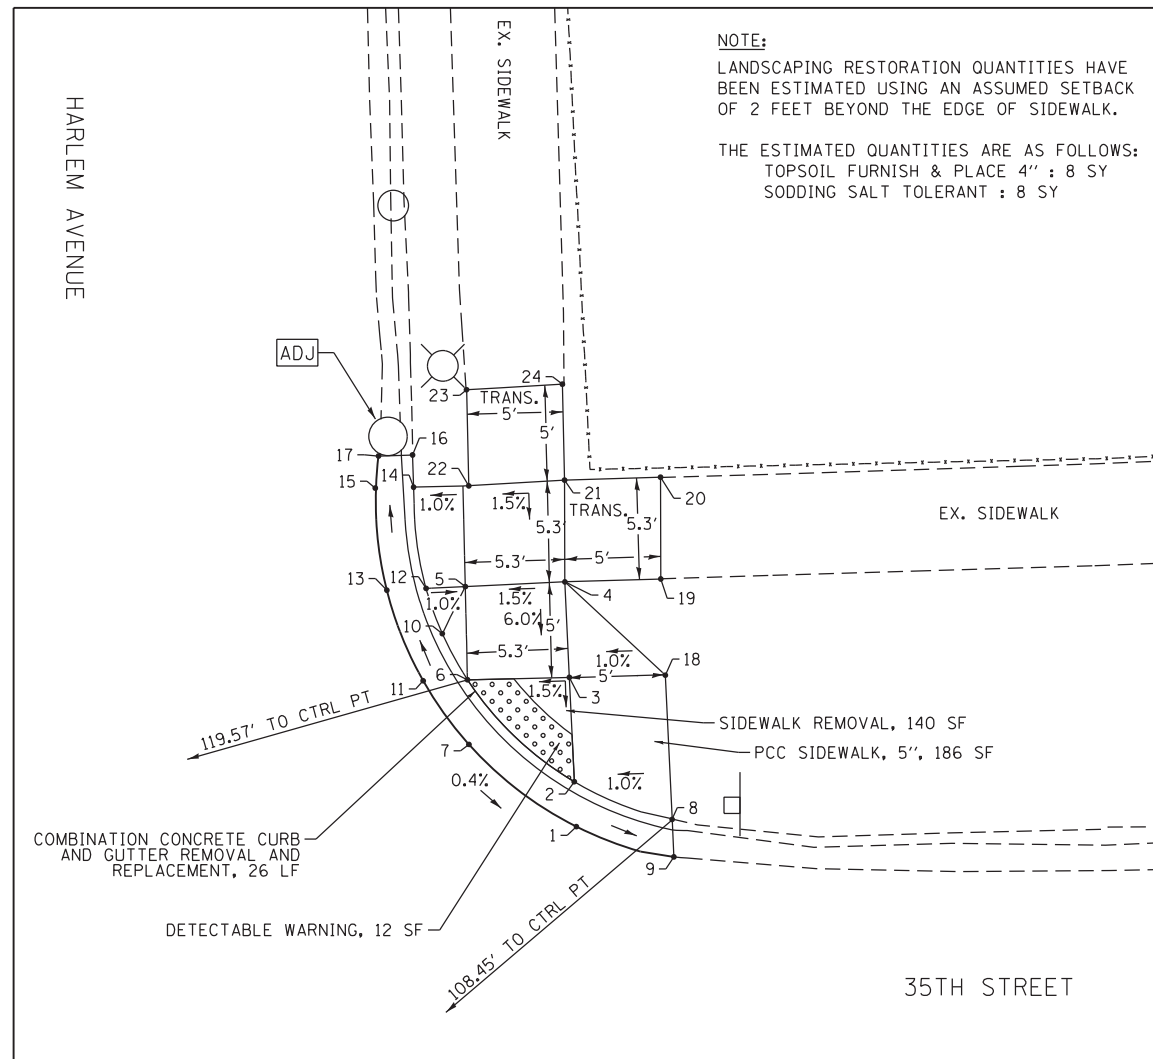 EX. SIDEWALK
NOTE:
LANDSCAPING RESTORATION QUANTITIES HAVE
BEEN ESTIMATED USING AN ASSUMED SETBACK
OF 2 FEET BEYOND THE EDGE OF SIDEWALK.
THE ESTIMATED QUANTITIES ARE AS FOLLOWS:
TOPSOIL FURNISH & PLACE 4'' : 8 SY
SODDING SALT TOLERANT : 8 SY
HARLEM AVENUE
ADJ
24
23
TRANS.
5'
5'
16
17
22
14
15
21
20
1.0%
1.5%
TRANS.
5.3'
5.3'
EX. SIDEWALK
5.3'
5'
13
12
5
4
19
1.0%
1.5%
6.0%
5'
10
5.3'
1.0%
18
11
6
5'
1.5%
3
119.57' TO CTRL PT
SIDEWALK REMOVAL, 140 SF
7
PCC SIDEWALK, 5'', 186 SF
0.4%
2
1.0%
8
1
COMBINATION CONCRETE CURB
AND GUTTER REMOVAL AND
REPLACEMENT, 26 LF
9
DETECTABLE WARNING, 12 SF
108.45' TO CTRL PT
35TH STREET